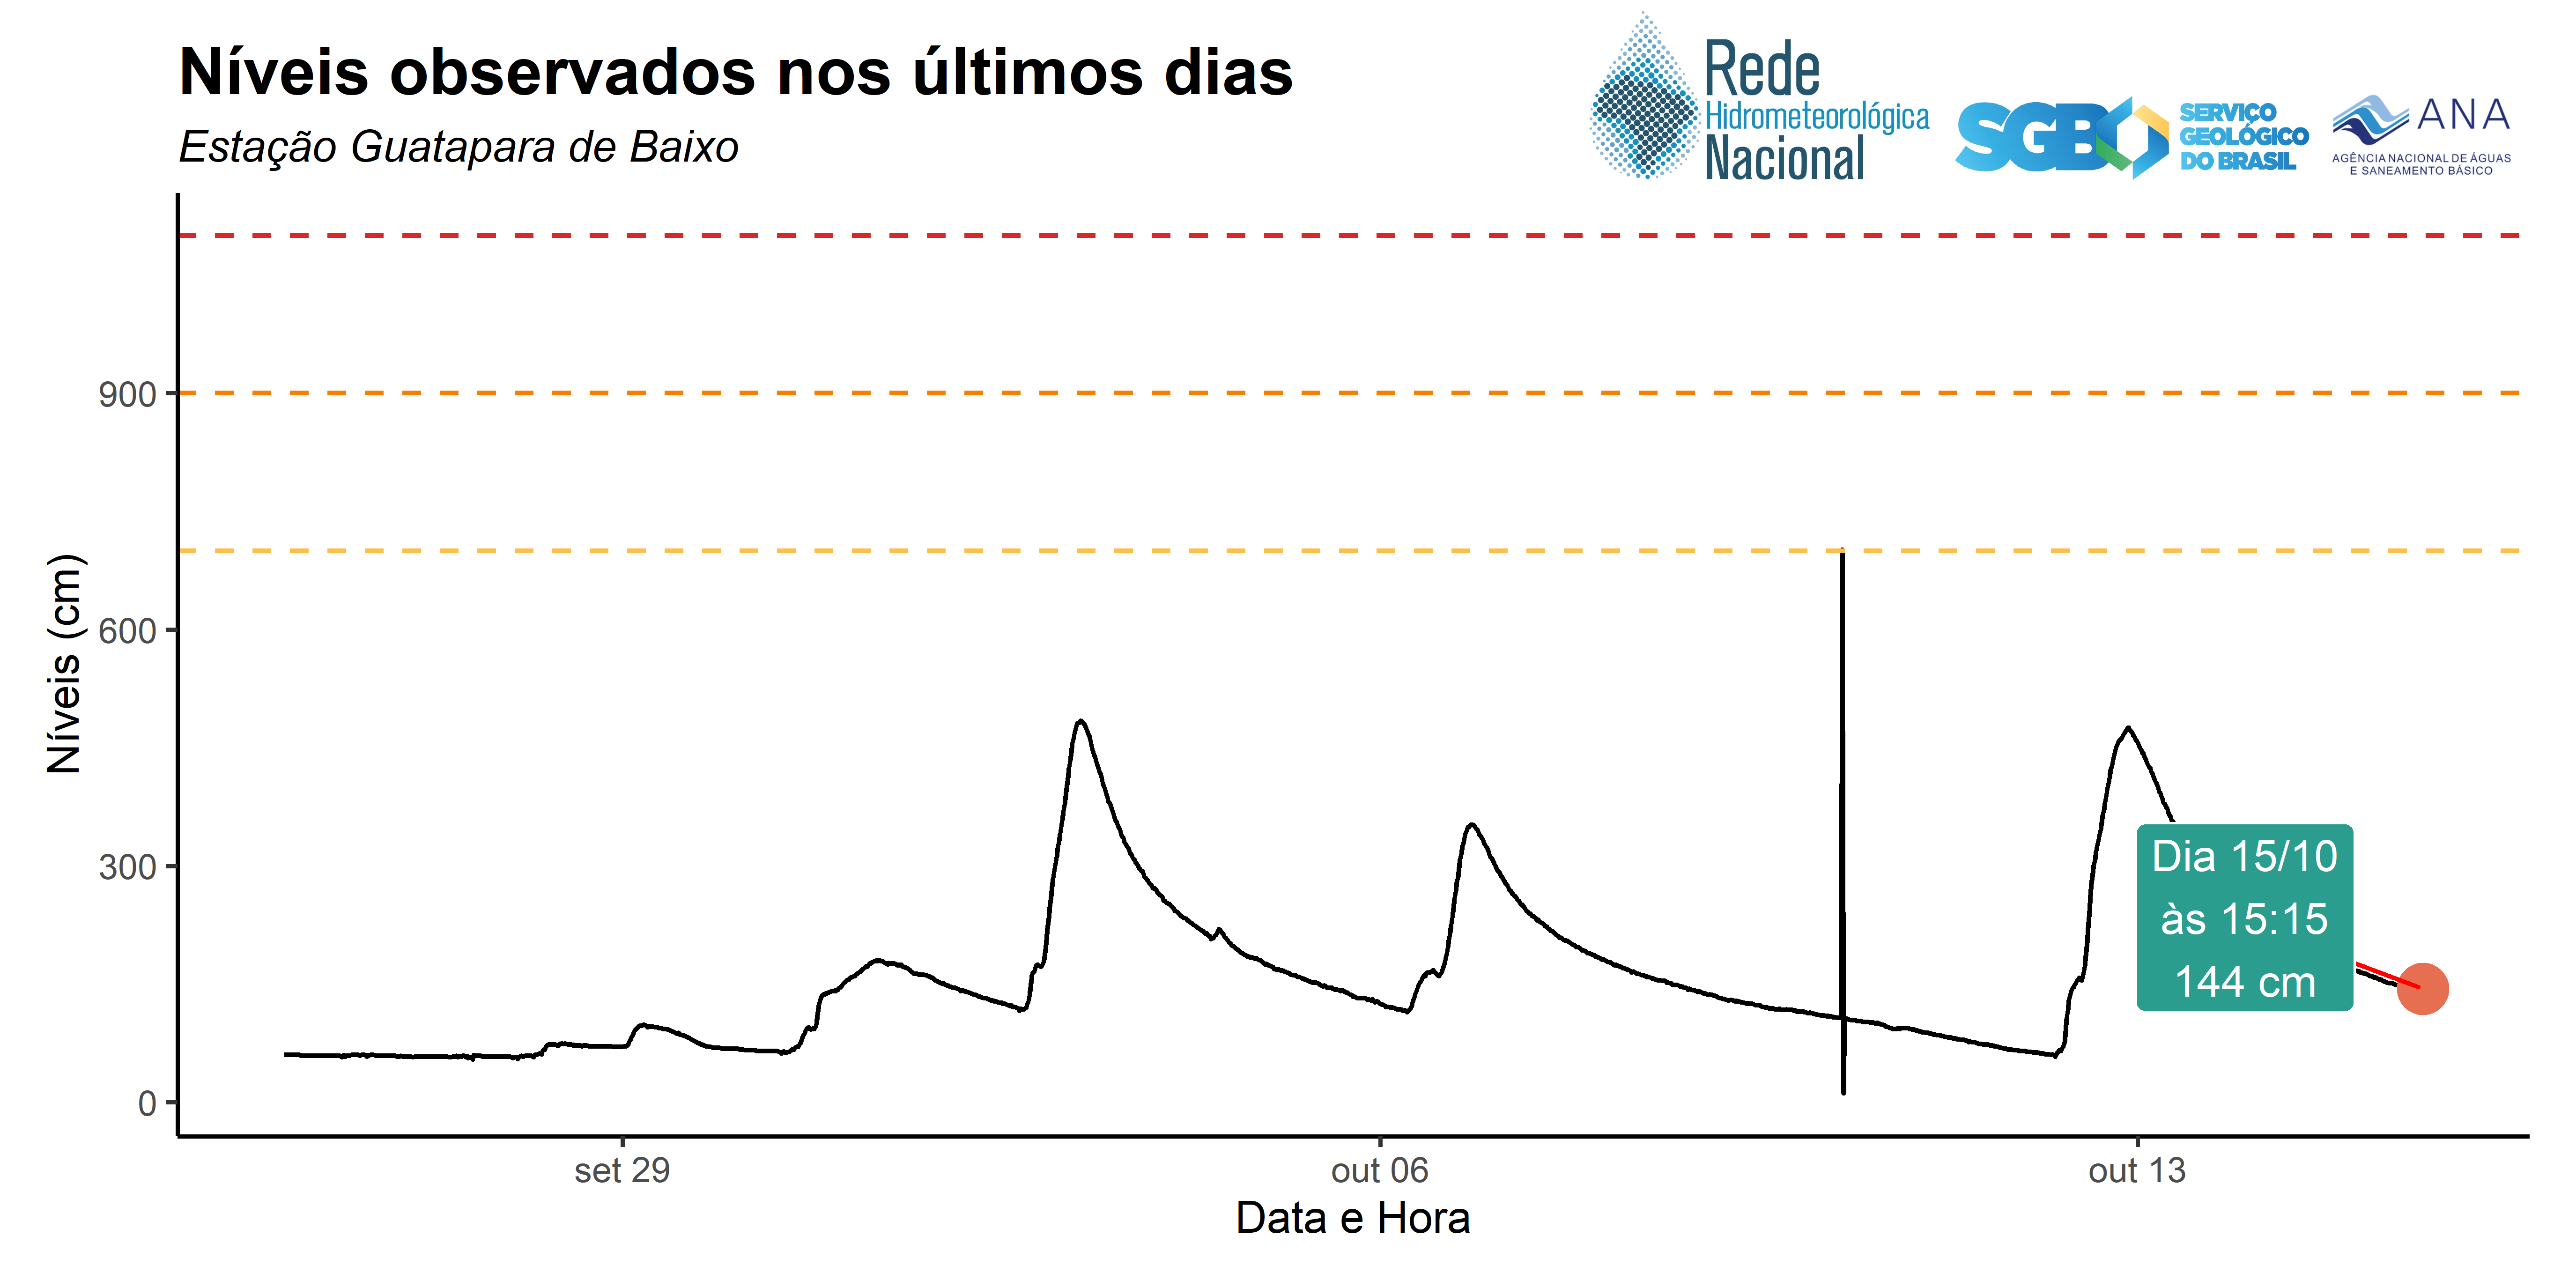 Níveis observados nos últimos dias
Estação Guatapara de Baixo
Rede
Hidrometeorológica
Nacional
SGB
SERVIÇO
GEOLÓGICO
DO BRASIL
ANA
AGÊNCIA NACIONAL DE ÁGUAS
E SANEAMENTO BÁSICO
Níveis (cm)
900
600
300
0
Dia 15/10
às 15:15
144 cm
set 29
out 06
out 13
Data e Hora